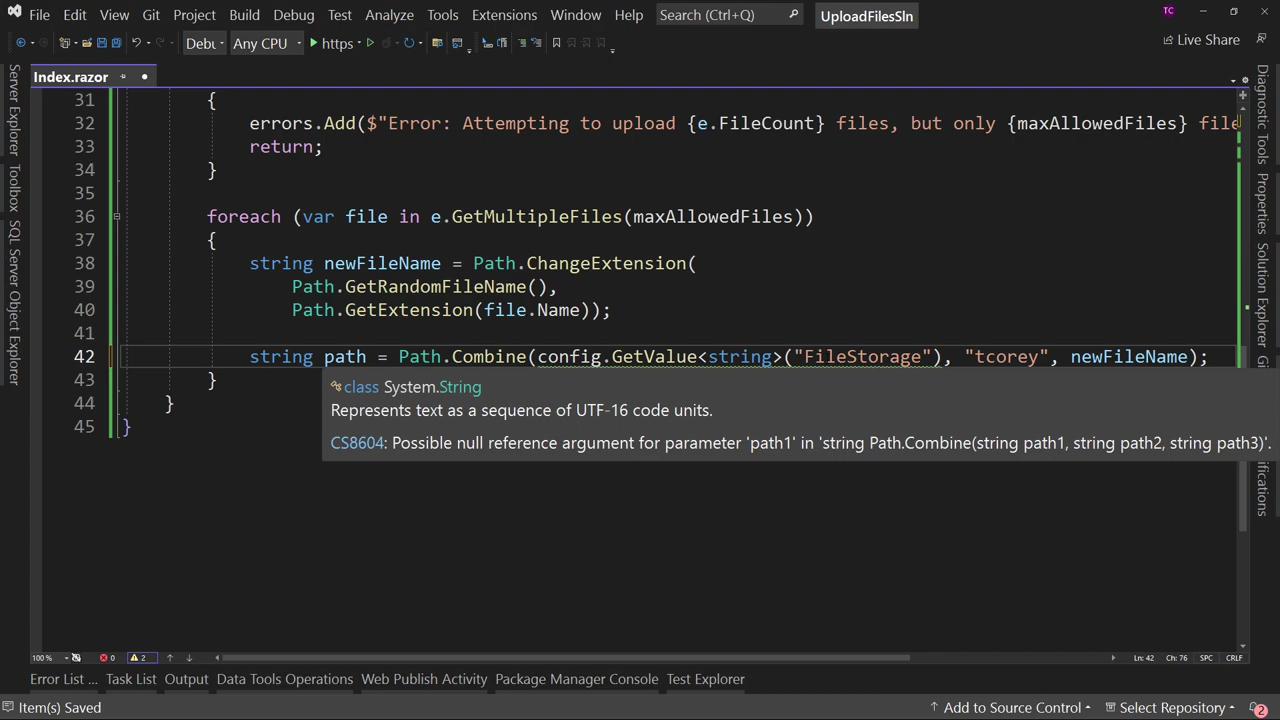 File Edit View Git Project Build Debug Test Analyze Tools Extensions Window Help Search (Ctrl+Q) UploadFilesSln TC
Debu Any CPU https Live Share
Index.razor
Server Explorer
Toolbox
SQL Server Object Explorer
31 {
32 errors.Add($"Error: Attempting to upload {e.FileCount} files, but only {maxAllowedFiles} file
33 return;
34 }
35
36 foreach (var file in e.GetMultipleFiles(maxAllowedFiles))
37 {
38 string newFileName = Path.ChangeExtension(
39 Path.GetRandomFileName(),
40 Path.GetExtension(file.Name));
41
42 string path = Path.Combine(config.GetValue<string>("FileStorage"), "tcorey", newFileName);
43 }
44 }
45 }
class System.String
Represents text as a sequence of UTF-16 code units.
CS8604: Possible null reference argument for parameter 'path1' in 'string Path.Combine(string path1, string path2, string path3)'.
Diagnostic Tools
Properties
Solution Explorer
100 % 0 2 Ln: 42 Ch: 76 SPC CRLF
Error List ... Task List Output Data Tools Operations Web Publish Activity Package Manager Console Test Explorer
Item(s) Saved Add to Source Control Select Repository 2